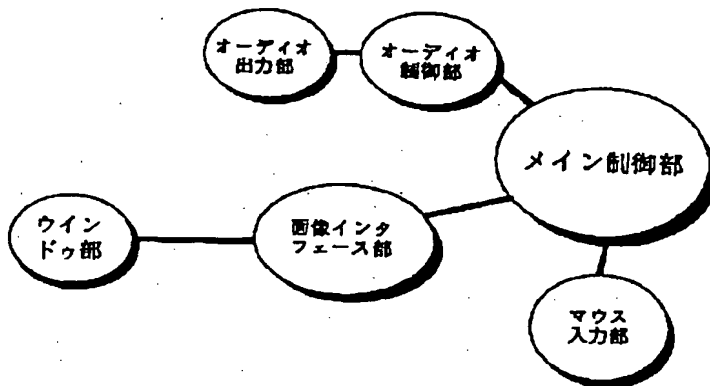 オーディオ
出力部
オーディオ
制御部
メイン制御部
ウイン
ドゥ部
画像インタ
フェース部
マウス
入力部